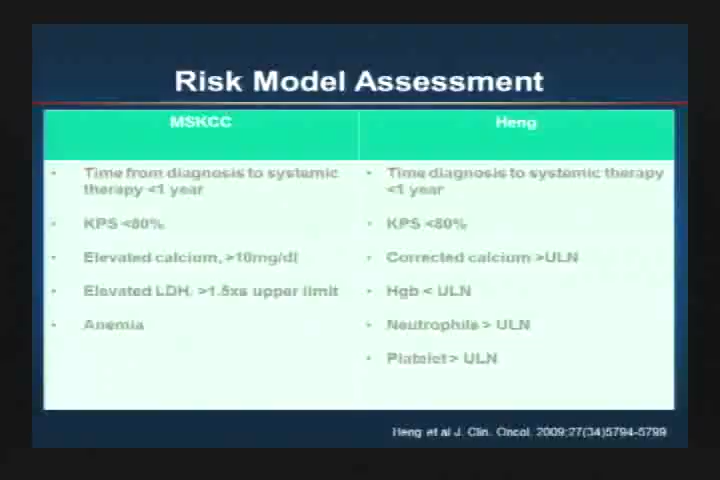 Risk Model Assessment
MSKCC
Heng
• Time from diagnosis to systemic
therapy <1 year
• KPS <80%
• Elevated calcium, >10mg/dl
• Elevated LDH, >1.5xs upper limit
• Anemia
• Time diagnosis to systemic therapy
<1 year
• KPS <80%
• Corrected calcium >ULN
• Hgb < ULN
• Neutrophils > ULN
• Platelet > ULN
Heng et al J. Clin. Oncol. 2009;27(34)5794-5799